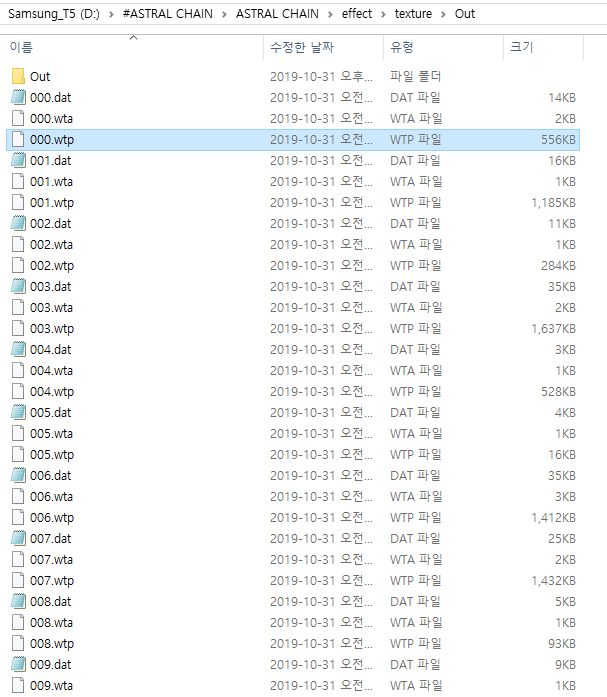 Samsung_T5 (D:) > #ASTRAL CHAIN > ASTRAL CHAIN > effect > texture > Out
이름 수정한 날짜 유형 크기
Out 2019-10-31 오후... 파일 폴더
000.dat 2019-10-31 오전... DAT 파일 14KB
000.wta 2019-10-31 오전... WTA 파일 2KB
000.wtp 2019-10-31 오전... WTP 파일 556KB
001.dat 2019-10-31 오전... DAT 파일 16KB
001.wta 2019-10-31 오전... WTA 파일 1KB
001.wtp 2019-10-31 오전... WTP 파일 1,185KB
002.dat 2019-10-31 오전... DAT 파일 11KB
002.wta 2019-10-31 오전... WTA 파일 1KB
002.wtp 2019-10-31 오전... WTP 파일 284KB
003.dat 2019-10-31 오전... DAT 파일 35KB
003.wta 2019-10-31 오전... WTA 파일 2KB
003.wtp 2019-10-31 오전... WTP 파일 1,637KB
004.dat 2019-10-31 오전... DAT 파일 3KB
004.wta 2019-10-31 오전... WTA 파일 1KB
004.wtp 2019-10-31 오전... WTP 파일 528KB
005.dat 2019-10-31 오전... DAT 파일 4KB
005.wta 2019-10-31 오전... WTA 파일 1KB
005.wtp 2019-10-31 오전... WTP 파일 16KB
006.dat 2019-10-31 오전... DAT 파일 35KB
006.wta 2019-10-31 오전... WTA 파일 3KB
006.wtp 2019-10-31 오전... WTP 파일 1,412KB
007.dat 2019-10-31 오전... DAT 파일 25KB
007.wta 2019-10-31 오전... WTA 파일 2KB
007.wtp 2019-10-31 오전... WTP 파일 1,432KB
008.dat 2019-10-31 오전... DAT 파일 5KB
008.wta 2019-10-31 오전... WTA 파일 1KB
008.wtp 2019-10-31 오전... WTP 파일 93KB
009.dat 2019-10-31 오전... DAT 파일 9KB
009.wta 2019-10-31 오전... WTA 파일 1KB